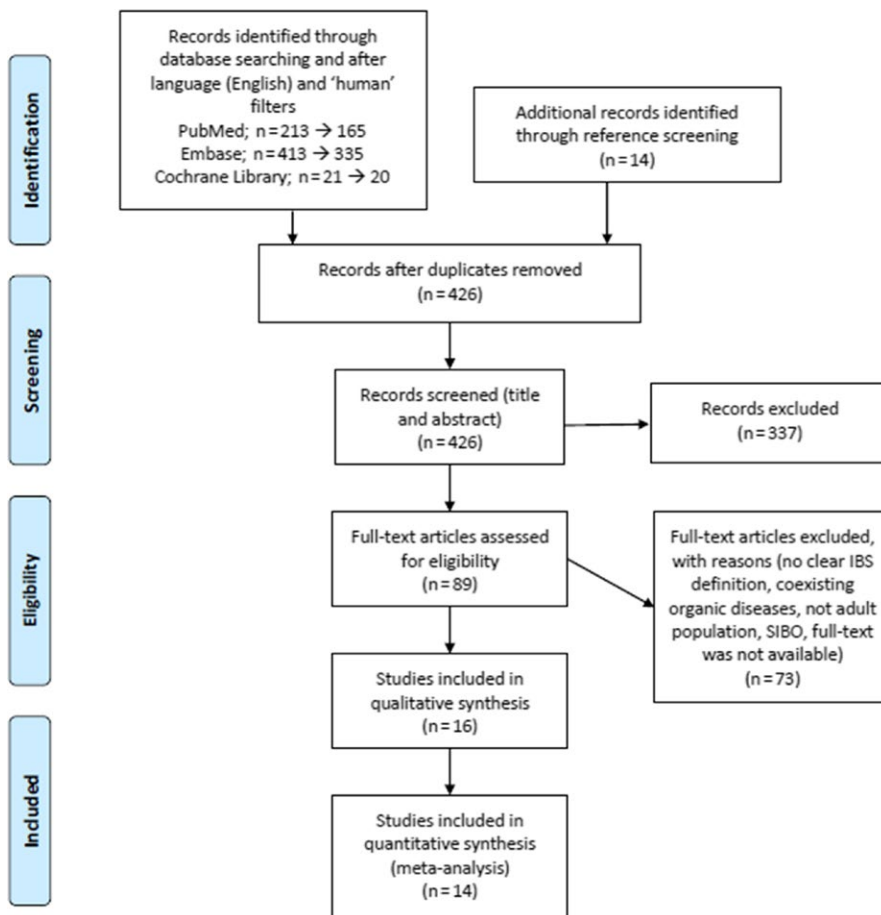 Identification
Records identified through
database searching and after
language (English) and ‘human’
filters
PubMed; n=213 → 165
Embase; n=413 → 335
Cochrane Library; n=21 → 20
Additional records identified
through reference screening
(n=14)
Records after duplicates removed
(n=426)
Screening
Records screened (title
and abstract)
(n=426)
Records excluded
(n=337)
Eligibility
Full-text articles assessed
for eligibility
(n=89)
Full-text articles excluded,
with reasons (no clear IBS
definition, coexisting
organic diseases, not adult
population, SIBO, full-text
was not available)
(n=73)
Studies included in
qualitative synthesis
(n=16)
Included
Studies included in
quantitative synthesis
(meta-analysis)
(n=14)